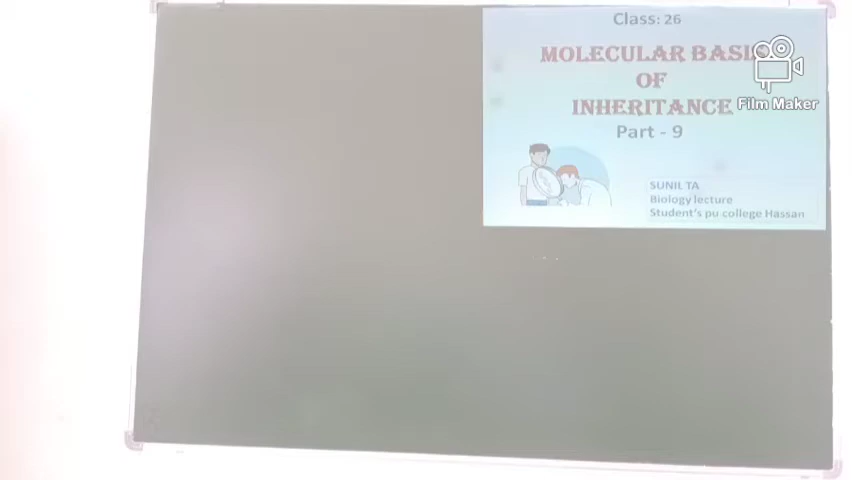 Class: 26
MOLECULAR BASIS
OF
INHERITANCE
Film Maker
Part - 9
SUNIL TA
Biology lecture
Student's pu college Hassan